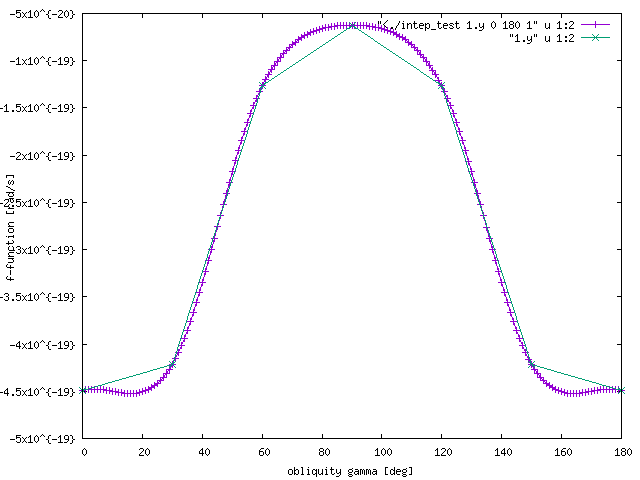 -5x10^{-20}
-1x10^{-19}
-1.5x10^{-19}
-2x10^{-19}
-2.5x10^{-19}
-3x10^{-19}
-3.5x10^{-19}
-4x10^{-19}
-4.5x10^{-19}
-5x10^{-19}
f-function [rad/s]
"<./intep_test 1.y 0 180 1" u 1:2
"1.y" u 1:2
0 20 40 60 80 100 120 140 160 180
obliquity gamma [deg]